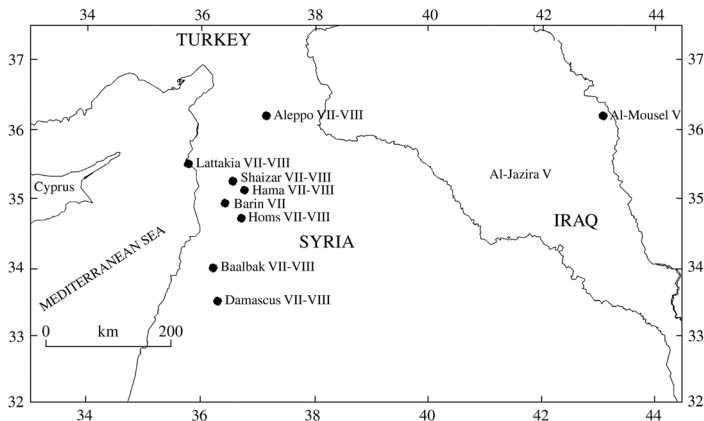 34 36 38 40 42 44
TURKEY
37 37
36 Aleppo VII-VIII Al-Mousel V 36
Lattakia VII-VIII
Shaizar VII-VIII
Al-Jazira V
Cyprus
Hama VII-VIII
35 Barin VII 35
Homs VII-VIII
IRAQ
SYRIA
MEDITERRANEAN SEA
34 Baalbak VII-VIII 34
Damascus VII-VIII
0 km 200
33 33
32 32
34 36 38 40 42 44